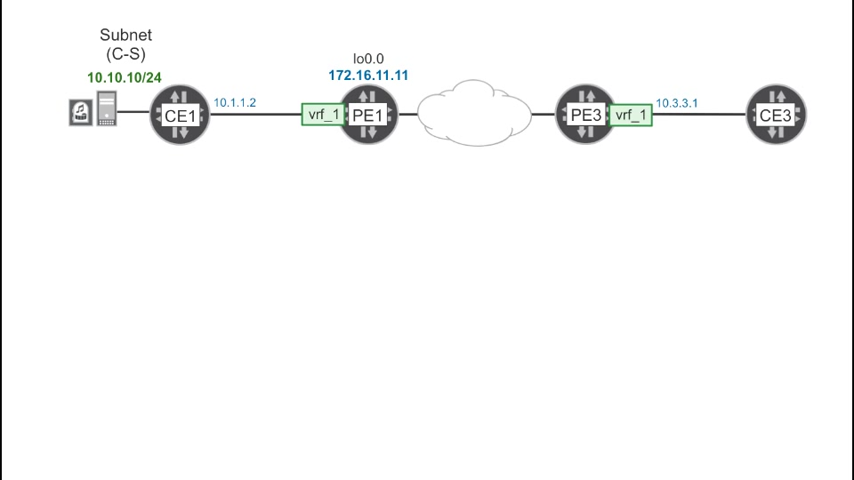 Subnet
(C-S)
10.10.10/24
lo0.0
172.16.11.11
CE1
10.1.1.2
vrf_1
PE1
PE3
vrf_1
10.3.3.1
CE3